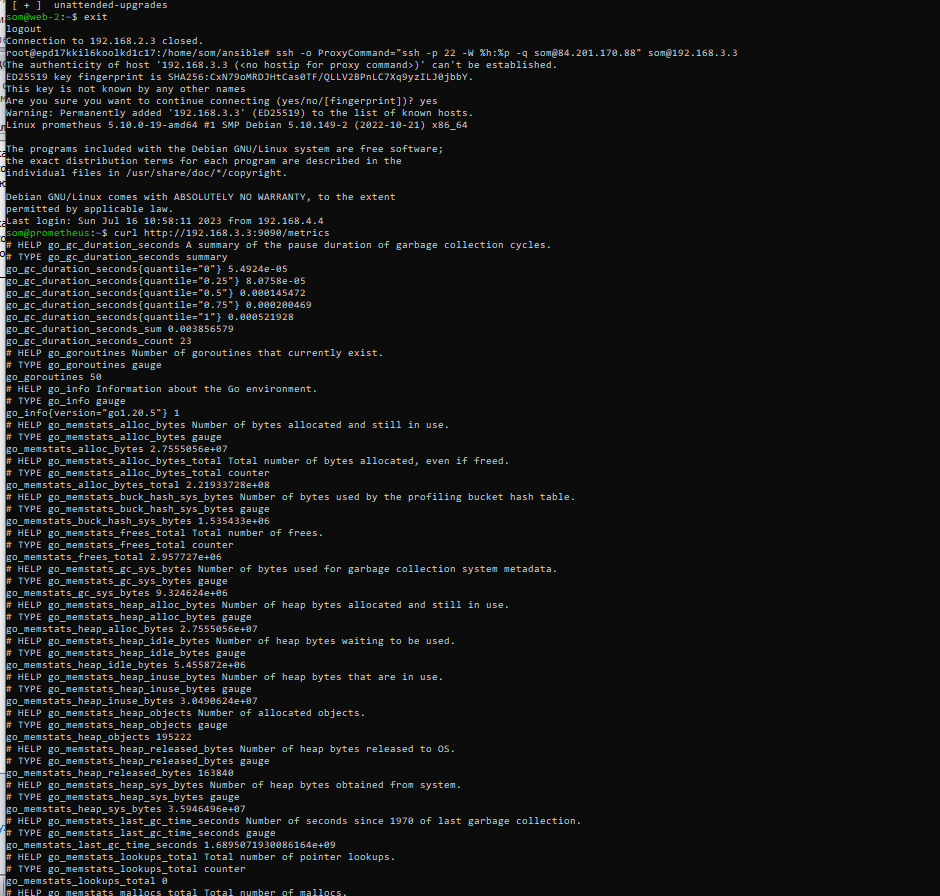 [ + ]  unattended-upgrades
som@web-2:~$ exit
logout
Connection to 192.168.2.3 closed.
root@epd17kkil6koolkd1c17:/home/som/ansible# ssh -o ProxyCommand="ssh -p 22 -W %h:%p -q som@84.201.170.88" som@192.168.3.3
The authenticity of host '192.168.3.3 (<no hostip for proxy command>)' can't be established.
ED25519 key fingerprint is SHA256:CxN79oMRDJHtCas0TF/QLLV2BPnLC7Xq9yzILJ0jbbY.
This key is not known by any other names
Are you sure you want to continue connecting (yes/no/[fingerprint])? yes
Warning: Permanently added '192.168.3.3' (ED25519) to the list of known hosts.
Linux prometheus 5.10.0-19-amd64 #1 SMP Debian 5.10.149-2 (2022-10-21) x86_64
The programs included with the Debian GNU/Linux system are free software;
the exact distribution terms for each program are described in the
individual files in /usr/share/doc/*/copyright.
Debian GNU/Linux comes with ABSOLUTELY NO WARRANTY, to the extent
permitted by applicable law.
Last login: Sun Jul 16 10:58:11 2023 from 192.168.4.4
som@prometheus:~$ curl http://192.168.3.3:9090/metrics
# HELP go_gc_duration_seconds A summary of the pause duration of garbage collection cycles.
# TYPE go_gc_duration_seconds summary
go_gc_duration_seconds{quantile="0"} 5.4924e-05
go_gc_duration_seconds{quantile="0.25"} 8.0758e-05
go_gc_duration_seconds{quantile="0.5"} 0.000145472
go_gc_duration_seconds{quantile="0.75"} 0.000200469
go_gc_duration_seconds{quantile="1"} 0.000521928
go_gc_duration_seconds_sum 0.003856579
go_gc_duration_seconds_count 23
# HELP go_goroutines Number of goroutines that currently exist.
# TYPE go_goroutines gauge
go_goroutines 50
# HELP go_info Information about the Go environment.
# TYPE go_info gauge
go_info{version="go1.20.5"} 1
# HELP go_memstats_alloc_bytes Number of bytes allocated and still in use.
# TYPE go_memstats_alloc_bytes gauge
go_memstats_alloc_bytes 2.7555056e+07
# HELP go_memstats_alloc_bytes_total Total number of bytes allocated, even if freed.
# TYPE go_memstats_alloc_bytes_total counter
go_memstats_alloc_bytes_total 2.21933728e+08
# HELP go_memstats_buck_hash_sys_bytes Number of bytes used by the profiling bucket hash table.
# TYPE go_memstats_buck_hash_sys_bytes gauge
go_memstats_buck_hash_sys_bytes 1.535433e+06
# HELP go_memstats_frees_total Total number of frees.
# TYPE go_memstats_frees_total counter
go_memstats_frees_total 2.957727e+06
# HELP go_memstats_gc_sys_bytes Number of bytes used for garbage collection system metadata.
# TYPE go_memstats_gc_sys_bytes gauge
go_memstats_gc_sys_bytes 9.324624e+06
# HELP go_memstats_heap_alloc_bytes Number of heap bytes allocated and still in use.
# TYPE go_memstats_heap_alloc_bytes gauge
go_memstats_heap_alloc_bytes 2.7555056e+07
# HELP go_memstats_heap_idle_bytes Number of heap bytes waiting to be used.
# TYPE go_memstats_heap_idle_bytes gauge
go_memstats_heap_idle_bytes 5.455872e+06
# HELP go_memstats_heap_inuse_bytes Number of heap bytes that are in use.
# TYPE go_memstats_heap_inuse_bytes gauge
go_memstats_heap_inuse_bytes 3.0490624e+07
# HELP go_memstats_heap_objects Number of allocated objects.
# TYPE go_memstats_heap_objects gauge
go_memstats_heap_objects 195222
# HELP go_memstats_heap_released_bytes Number of heap bytes released to OS.
# TYPE go_memstats_heap_released_bytes gauge
go_memstats_heap_released_bytes 163840
# HELP go_memstats_heap_sys_bytes Number of heap bytes obtained from system.
# TYPE go_memstats_heap_sys_bytes gauge
go_memstats_heap_sys_bytes 3.5946496e+07
# HELP go_memstats_last_gc_time_seconds Number of seconds since 1970 of last garbage collection.
# TYPE go_memstats_last_gc_time_seconds gauge
go_memstats_last_gc_time_seconds 1.6895071930086164e+09
# HELP go_memstats_lookups_total Total number of pointer lookups.
# TYPE go_memstats_lookups_total counter
go_memstats_lookups_total 0
# HELP go_memstats_mallocs_total Total number of mallocs.